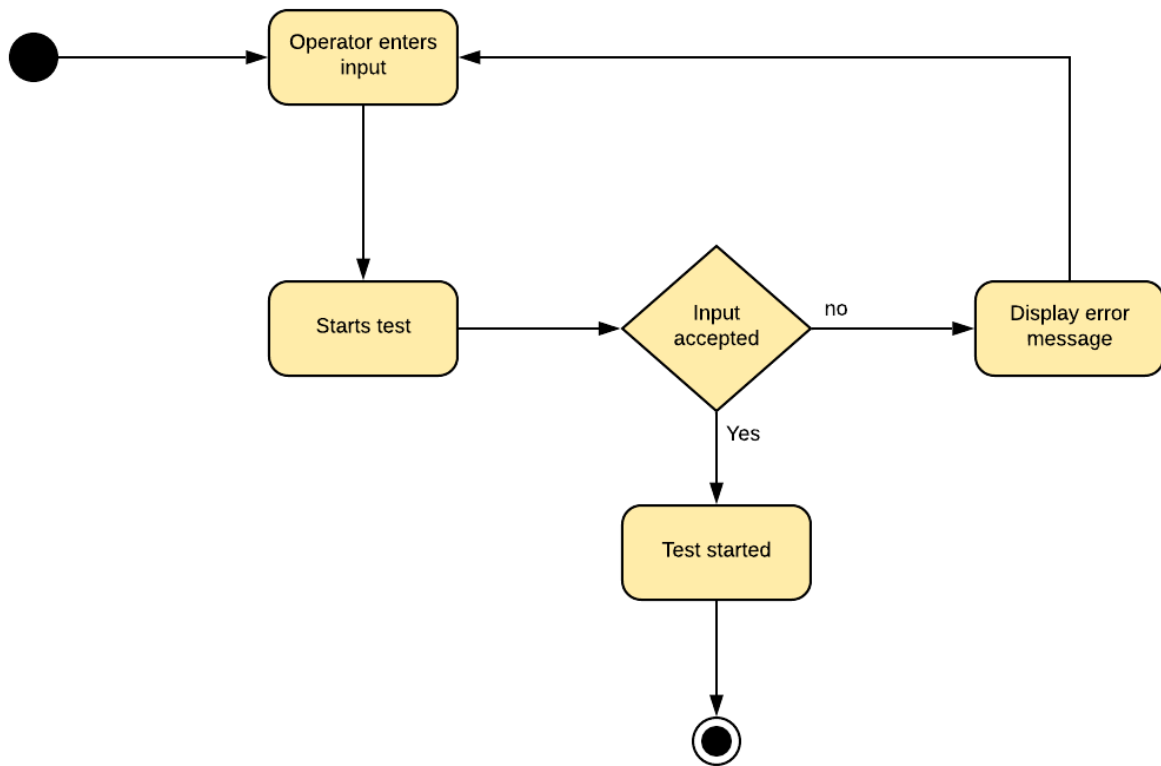 Operator enters
input
Starts test
Input
accepted
no
Display error
message
Yes
Test started